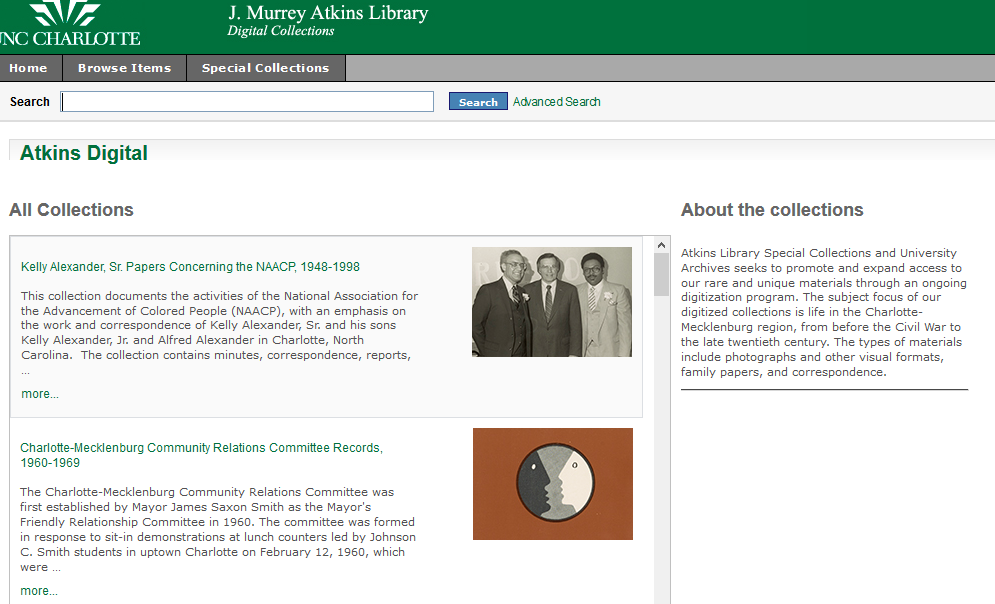 UNC CHARLOTTE
J. Murrey Atkins Library
Digital Collections
Home Browse Items Special Collections
Search Search Advanced Search
Atkins Digital
All Collections
Kelly Alexander, Sr. Papers Concerning the NAACP, 1948-1998
This collection documents the activities of the National Association for
the Advancement of Colored People (NAACP), with an emphasis on
the work and correspondence of Kelly Alexander, Sr. and his sons
Kelly Alexander, Jr. and Alfred Alexander in Charlotte, North
Carolina. The collection contains minutes, correspondence, reports,
...
more...
Charlotte-Mecklenburg Community Relations Committee Records,
1960-1969
The Charlotte-Mecklenburg Community Relations Committee was
first established by Mayor James Saxon Smith as the Mayor's
Friendly Relationship Committee in 1960. The committee was formed
in response to sit-in demonstrations at lunch counters led by Johnson
C. Smith students in uptown Charlotte on February 12, 1960, which
were ...
more...
About the collections
Atkins Library Special Collections and University
Archives seeks to promote and expand access to
our rare and unique materials through an ongoing
digitization program. The subject focus of our
digitized collections is life in the Charlotte-
Mecklenburg region, from before the Civil War to
the late twentieth century. The types of materials
include photographs and other visual formats,
family papers, and correspondence.